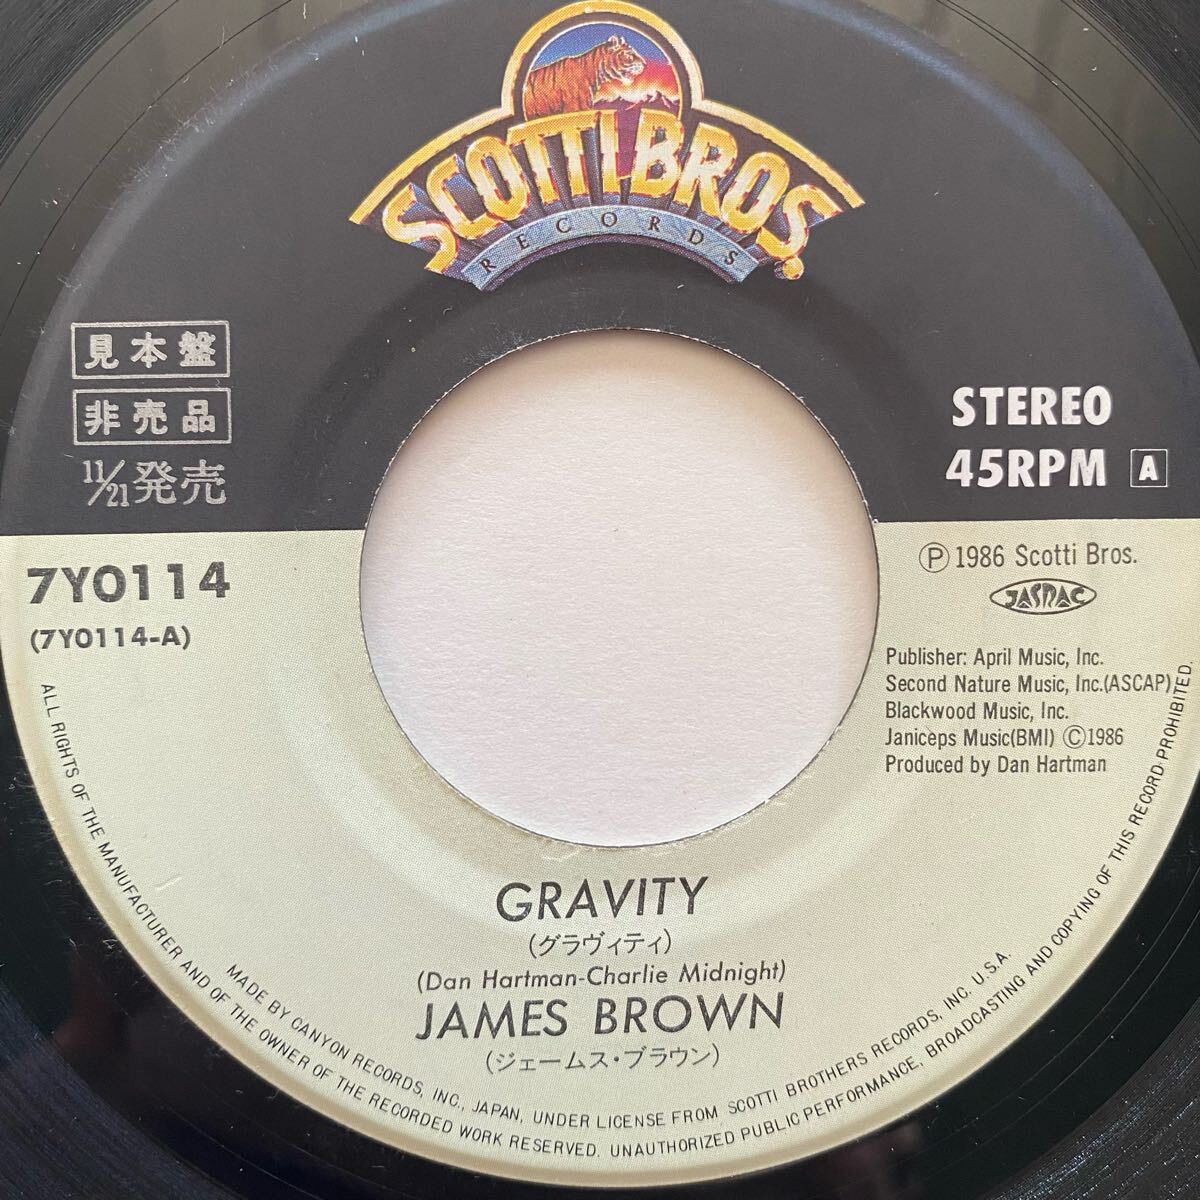 SCOTTI BROS.
RECORDS
見本盤
非売品
11/21発売
STEREO
45RPM A
7Y0114
(7Y0114-A)
Ⓟ 1986 Scotti Bros.
JASRAC
Publisher: April Music, Inc.
Second Nature Music, Inc.(ASCAP)
Blackwood Music, Inc.
Janiceps Music(BMI) Ⓒ1986
Produced by Dan Hartman
GRAVITY
(グラヴィティ)
(Dan Hartman-Charlie Midnight)
JAMES BROWN
(ジェームス・ブラウン)
MADE BY CANYON RECORDS, INC., JAPAN, UNDER LICENSE FROM SCOTTI BROTHERS RECORDS, INC. U.S.A.
ALL RIGHTS OF THE MANUFACTURER AND OF THE OWNER OF THE RECORDED WORK RESERVED. UNAUTHORIZED PUBLIC PERFORMANCE, BROADCASTING AND COPYING OF THIS RECORD PROHIBITED.